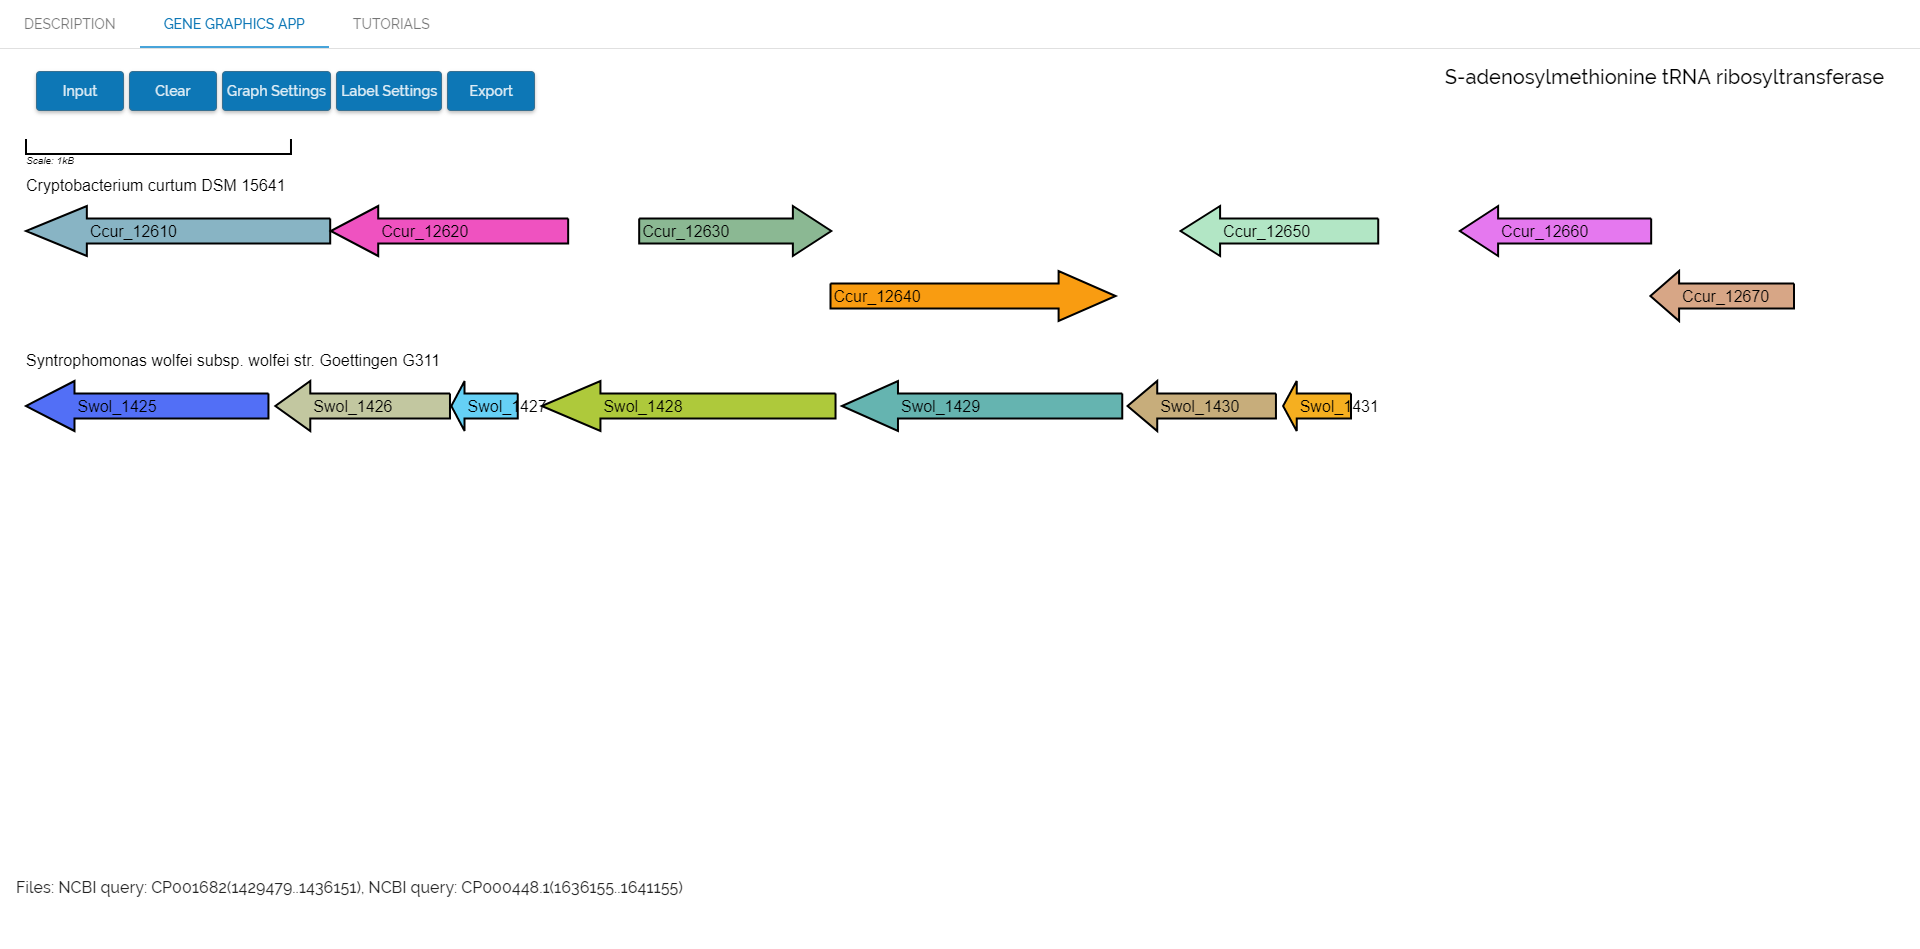 DESCRIPTION GENE GRAPHICS APP TUTORIALS
Input Clear Graph Settings Label Settings Export
S-adenosylmethionine tRNA ribosyltransferase
Scale: 1kB
Cryptobacterium curtum DSM 15641
Ccur_12610 Ccur_12620 Ccur_12630 Ccur_12650 Ccur_12660
Ccur_12640 Ccur_12670
Syntrophomonas wolfei subsp. wolfei str. Goettingen G311
Swol_1425 Swol_1426 Swol_1427 Swol_1428 Swol_1429 Swol_1430 Swol_1431
Files: NCBI query: CP001682(1429479..1436151), NCBI query: CP000448.1(1636155..1641155)